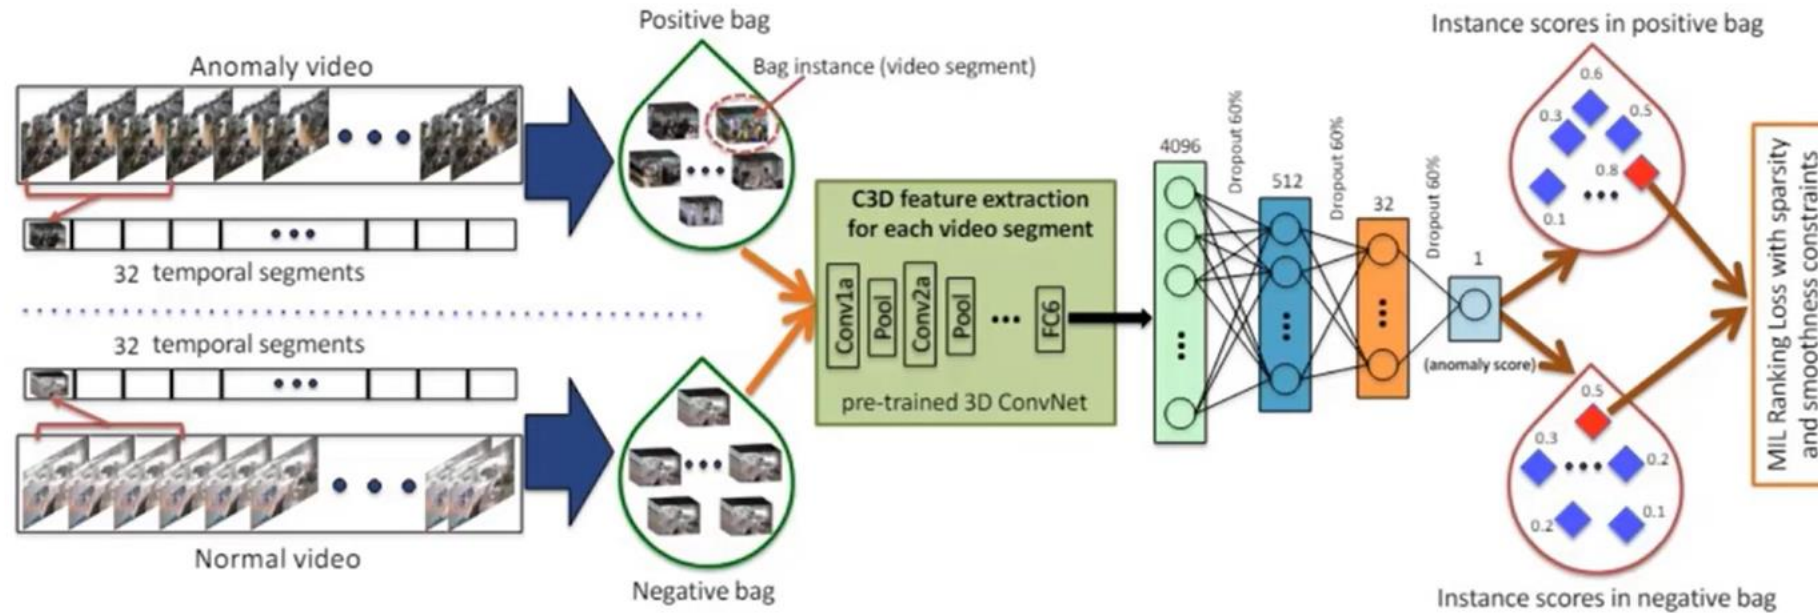 Positive bag
Instance scores in positive bag
Anomaly video
Bag instance (video segment)
32 temporal segments
32 temporal segments
Normal video
Negative bag
C3D feature extraction
for each video segment
Conv1a
Pool
Conv2a
Pool
FC6
pre-trained 3D ConvNet
4096
Dropout 60%
512
Dropout 60%
32
Dropout 60%
1
(anomaly score)
0.6
0.3
0.5
0.8
0.1
0.5
0.3
0.2
0.2
0.1
Instance scores in negative bag
MIL Ranking Loss with sparsity
and smoothness constraints